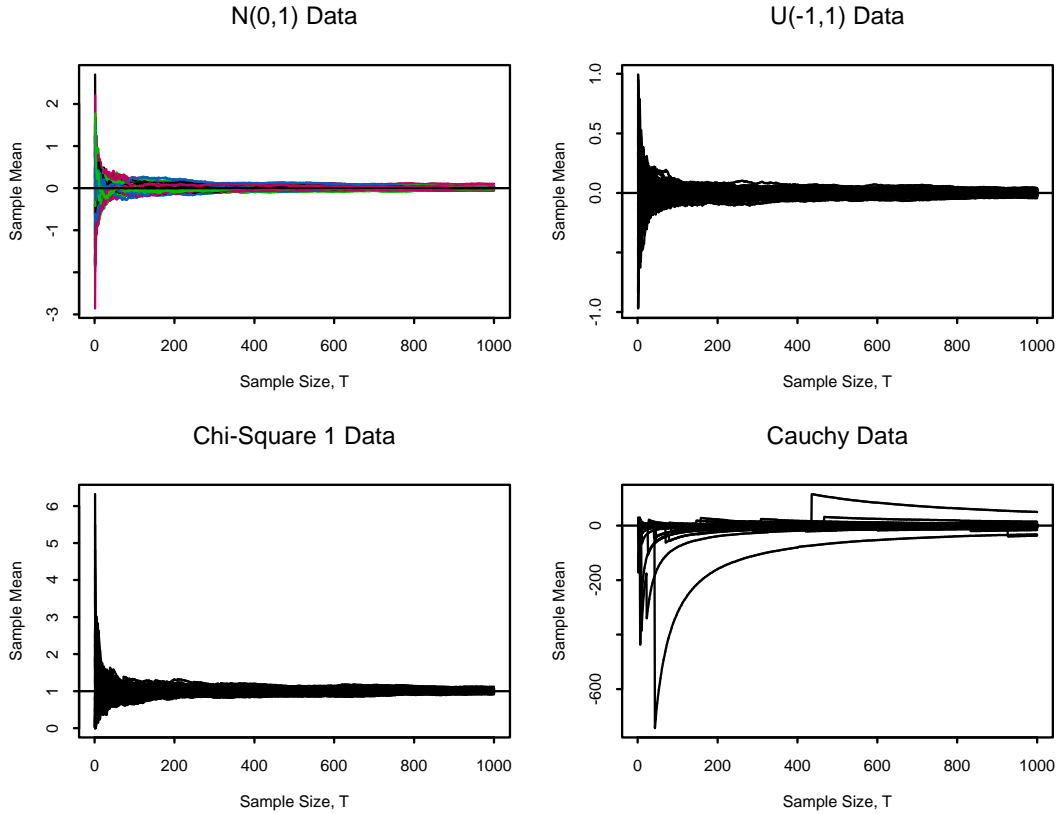 N(0,1) Data
Sample Mean
2
1
0
-1
-3
0 200 400 600 800 1000
Sample Size, T
U(-1,1) Data
Sample Mean
1.0
0.5
0.0
-1.0
0 200 400 600 800 1000
Sample Size, T
Chi-Square 1 Data
Sample Mean
6
5
4
3
2
1
0
0 200 400 600 800 1000
Sample Size, T
Cauchy Data
Sample Mean
0
-200
-600
0 200 400 600 800 1000
Sample Size, T